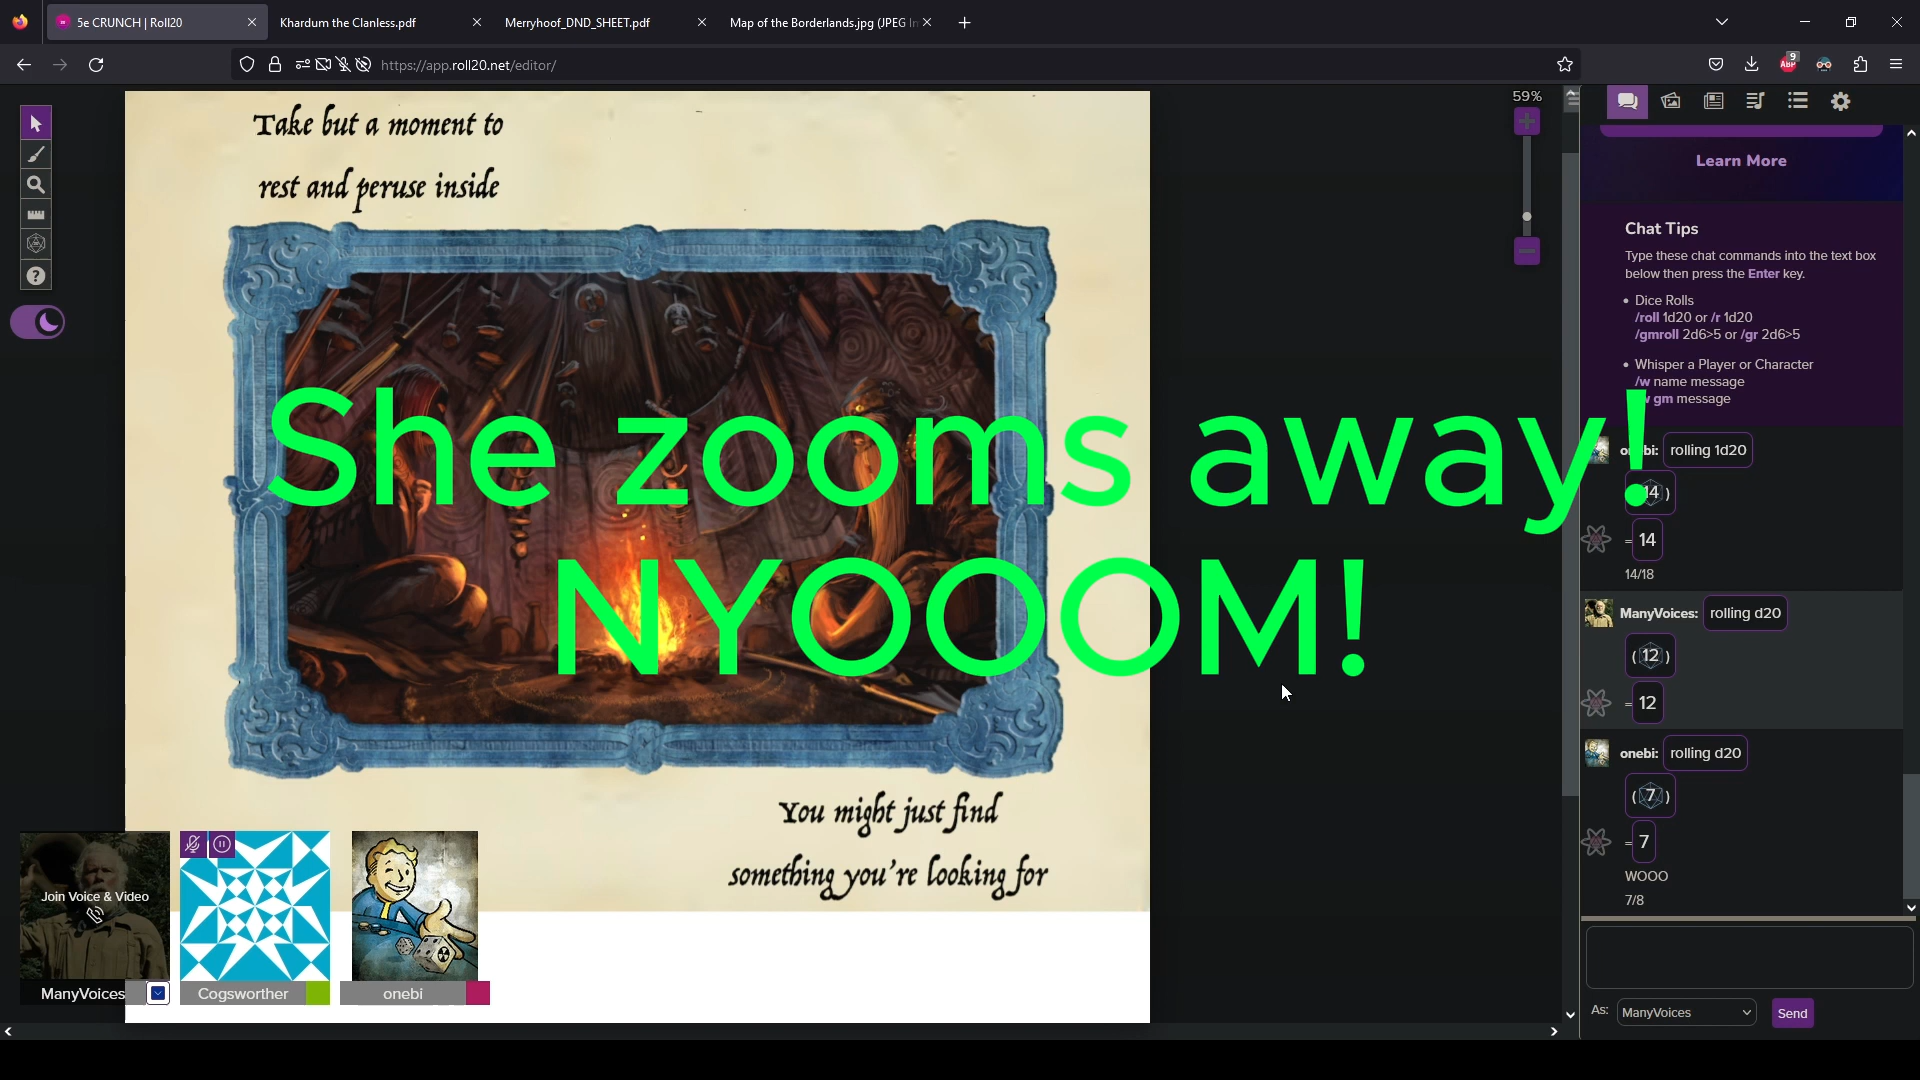 5e CRUNCH | Roll20
Khardum the Clanless.pdf
Merryhoof_DND_SHEET.pdf
Map of the Borderlands.jpg (JPEG In
https://app.roll20.net/editor/
9
ABP
59%
Take but a moment to
rest and peruse inside
She zooms away!
NYOOOM!
You might just find
something you're looking for
Join Voice & Video
ManyVoices
Cogsworther
onebi
Learn More
Chat Tips
Type these chat commands into the text box
below then press the Enter key.
• Dice Rolls
/roll 1d20 or /r 1d20
/gmroll 2d6>5 or /gr 2d6>5
• Whisper a Player or Character
/w name message
gm message
onebi: rolling 1d20
14)
=14
14/18
ManyVoices: rolling d20
(12)
=12
onebi: rolling d20
(7)
=7
WOOO
7/8
As: ManyVoices Send